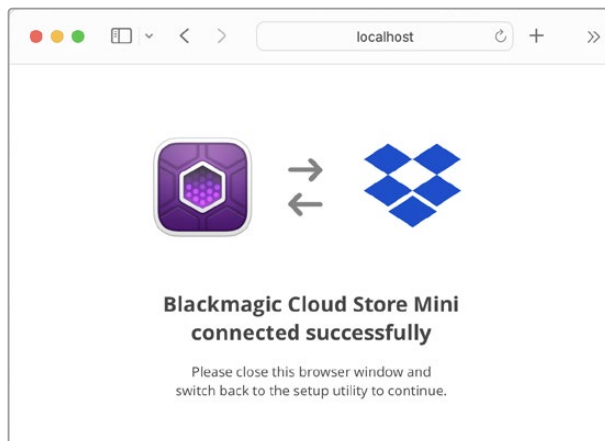 localhost
Blackmagic Cloud Store Mini
connected successfully
Please close this browser window and
switch back to the setup utility to continue.